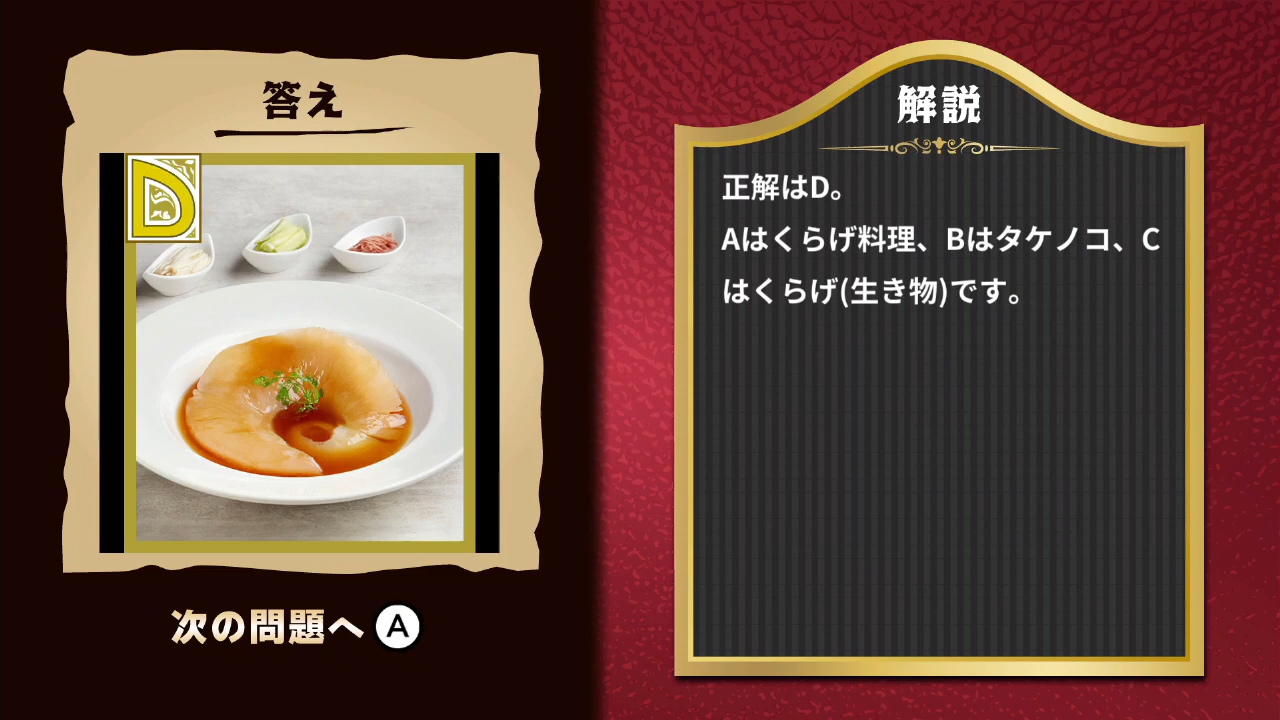 答え
D
次の問題へ A
解説
正解はD。
Aはくらげ料理、Bはタケノコ、C
はくらげ(生き物)です。